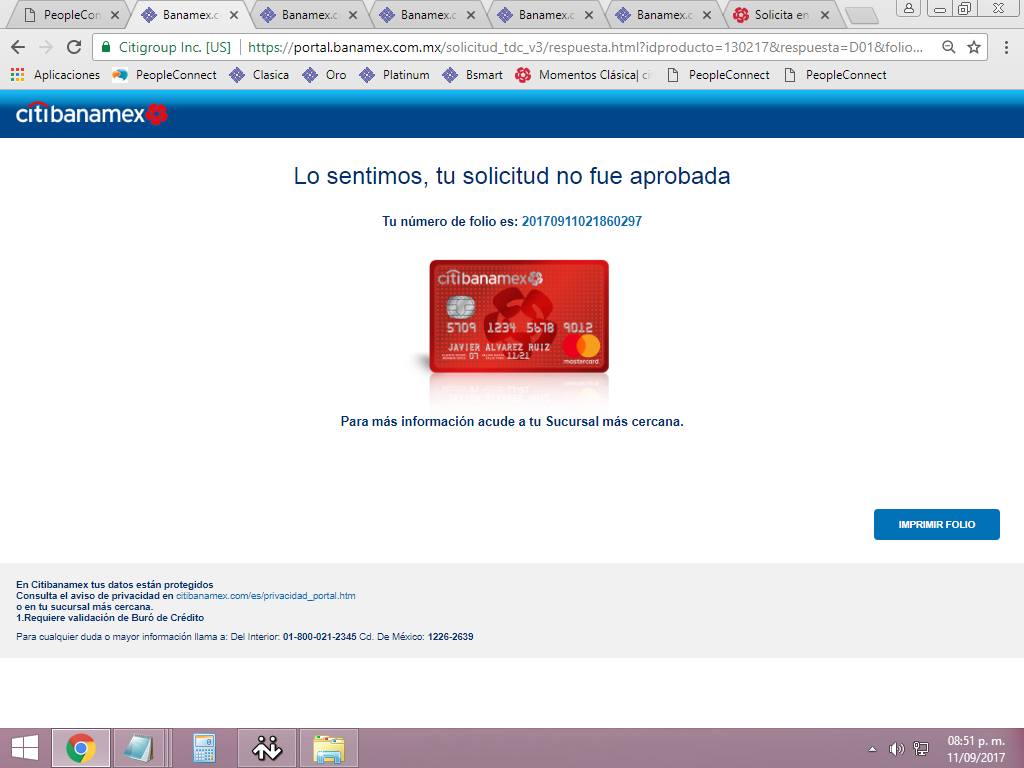 PeopleCon
Banamex.c
Banamex.c
Banamex.c
Banamex.c
Banamex.c
Solicita en
Citigroup Inc. [US]
https://portal.banamex.com.mx/solicitud_tdc_v3/respuesta.html?idproducto=130217&respuesta=D01&folio...
Aplicaciones
PeopleConnect
Clasica
Oro
Platinum
Bsmart
Momentos Clásica| ci
PeopleConnect
PeopleConnect
citibanamex
Lo sentimos, tu solicitud no fue aprobada
Tu número de folio es: 20170911021860297
citibanamex
5709 1234 5678 9012
07 11/21
JAVIER ALVAREZ RUIZ
mastercard
Para más información acude a tu Sucursal más cercana.
IMPRIMIR FOLIO
En Citibanamex tus datos están protegidos
Consulta el aviso de privacidad en citibanamex.com/es/privacidad_portal.htm
o en tu sucursal más cercana.
1.Requiere validación de Buró de Crédito
Para cualquier duda o mayor información llama a: Del Interior: 01-800-021-2345 Cd. De México: 1226-2639
08:51 p. m.
11/09/2017